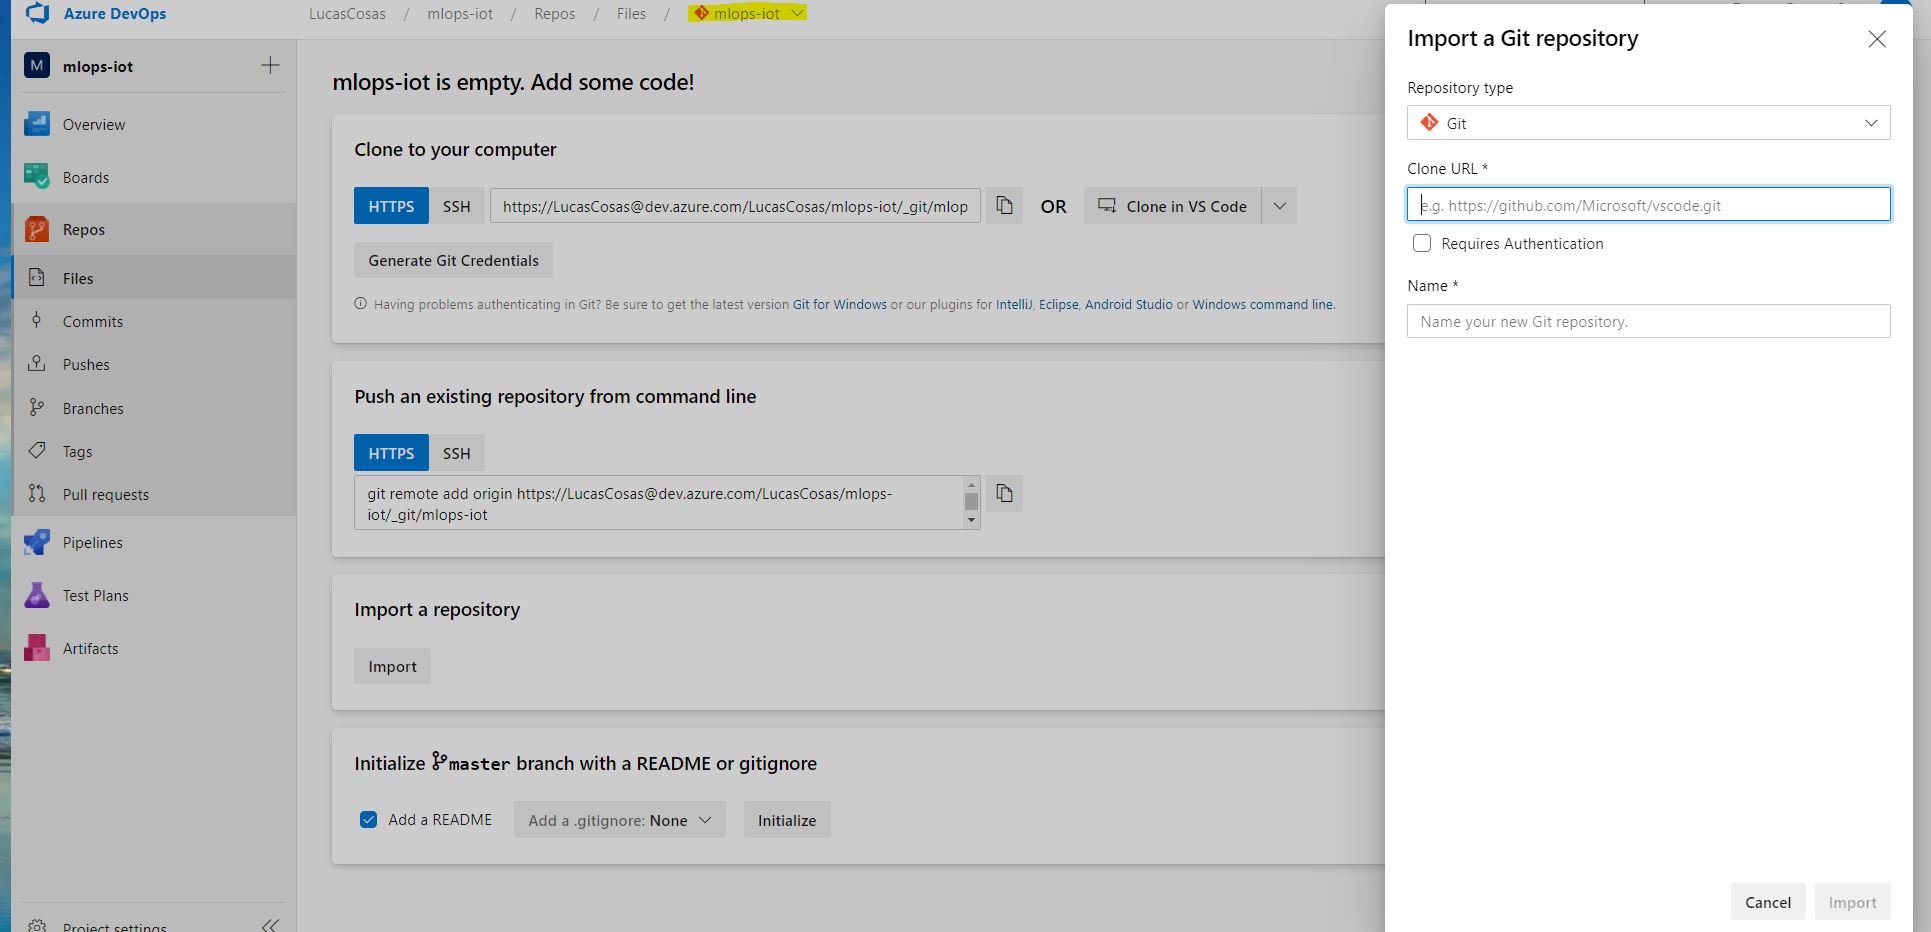 Azure DevOps
LucasCosas / mlops-iot / Repos / Files / mlops-iot
M mlops-iot
Overview
Boards
Repos
Files
Commits
Pushes
Branches
Tags
Pull requests
Pipelines
Test Plans
Artifacts
Project settings
mlops-iot is empty. Add some code!
Clone to your computer
HTTPS SSH https://LucasCosas@dev.azure.com/LucasCosas/mlops-iot/_git/mlop OR Clone in VS Code
Generate Git Credentials
Having problems authenticating in Git? Be sure to get the latest version Git for Windows or our plugins for IntelliJ, Eclipse, Android Studio or Windows command line.
Push an existing repository from command line
HTTPS SSH
git remote add origin https://LucasCosas@dev.azure.com/LucasCosas/mlops-
iot/_git/mlops-iot
Import a repository
Import
Initialize master branch with a README or gitignore
Add a README Add a .gitignore: None Initialize
Import a Git repository
Repository type
Git
Clone URL *
e.g. https://github.com/Microsoft/vscode.git
Requires Authentication
Name *
Name your new Git repository.
Cancel Import